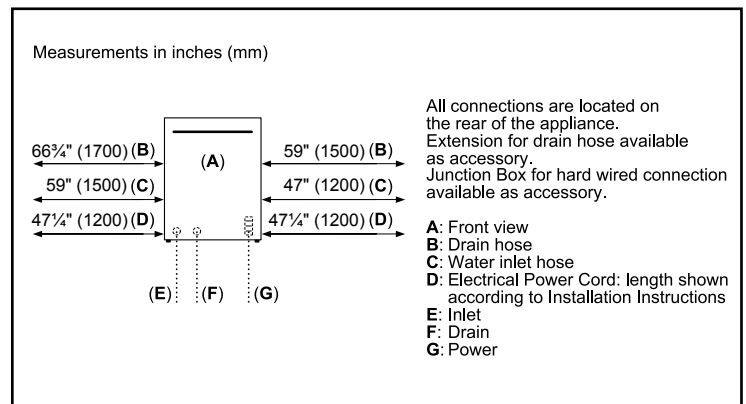 Measurements in inches (mm)
66¾" (1700) (B)
59" (1500) (C)
47¼" (1200) (D)
(A)
59" (1500) (B)
47" (1200) (C)
47¼" (1200) (D)
(E)
(F)
(G)
All connections are located on
the rear of the appliance.
Extension for drain hose available
as accessory.
Junction Box for hard wired connection
available as accessory.
A: Front view
B: Drain hose
C: Water inlet hose
D: Electrical Power Cord: length shown
according to Installation Instructions
E: Inlet
F: Drain
G: Power